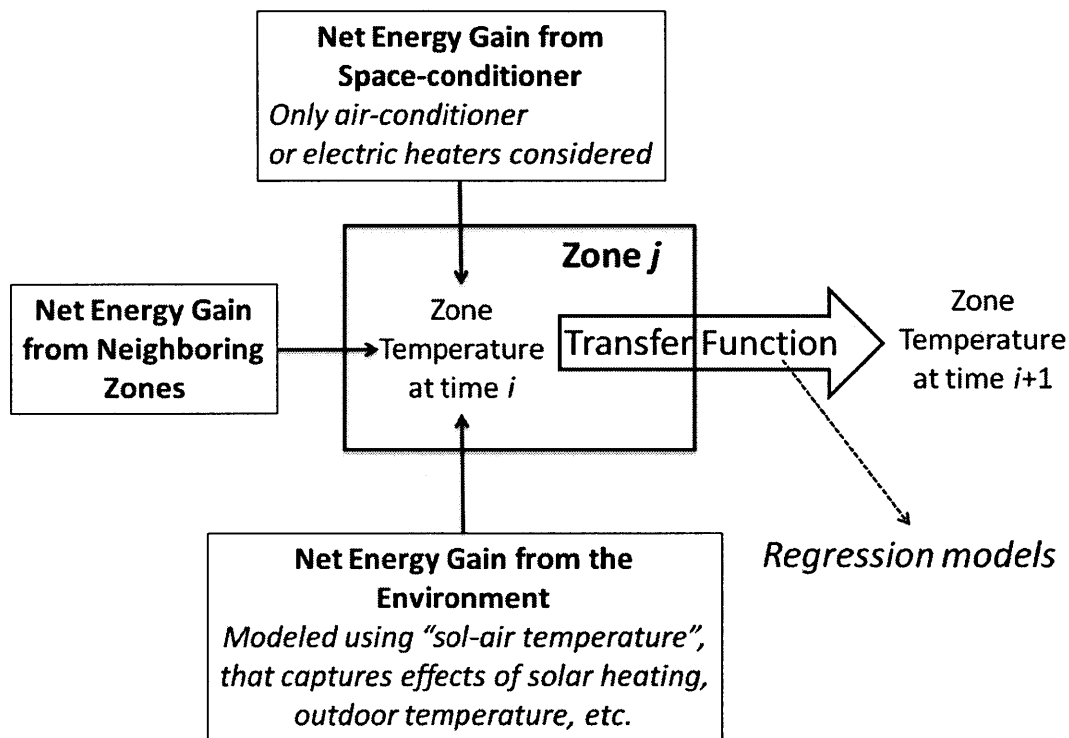 Net Energy Gain from
Space-conditioner
Only air-conditioner
or electric heaters considered
Zone j
Net Energy Gain
from Neighboring
Zones
Zone
Temperature
at time i
Transfer Function
Zone
Temperature
at time i+1
Net Energy Gain from the
Environment
Modeled using “sol-air temperature”,
that captures effects of solar heating,
outdoor temperature, etc.
Regression models